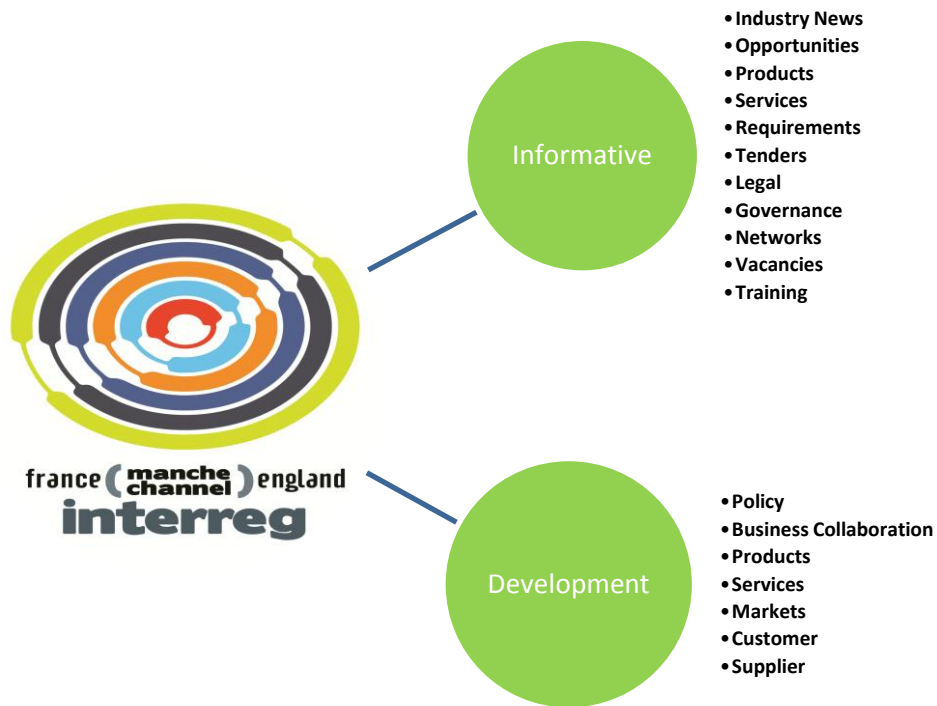 • Industry News
• Opportunities
• Products
• Services
• Requirements
• Tenders
• Legal
• Governance
• Networks
• Vacancies
• Training
Informative
france ( manche channel ) england
interreg
Development
• Policy
• Business Collaboration
• Products
• Services
• Markets
• Customer
• Supplier